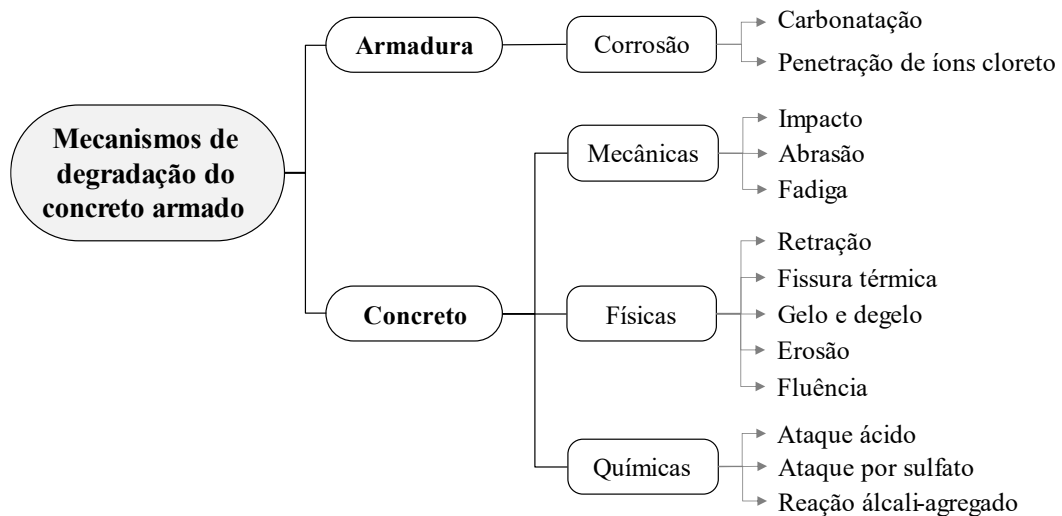 Mecanismos de
degradação do
concreto armado
Armadura
Corrosão
Carbonatação
Penetração de íons cloreto
Concreto
Mecânicas
Impacto
Abrasão
Fadiga
Físicas
Retração
Fissura térmica
Gelo e degelo
Erosão
Fluência
Químicas
Ataque ácido
Ataque por sulfato
Reação álcali-agregado